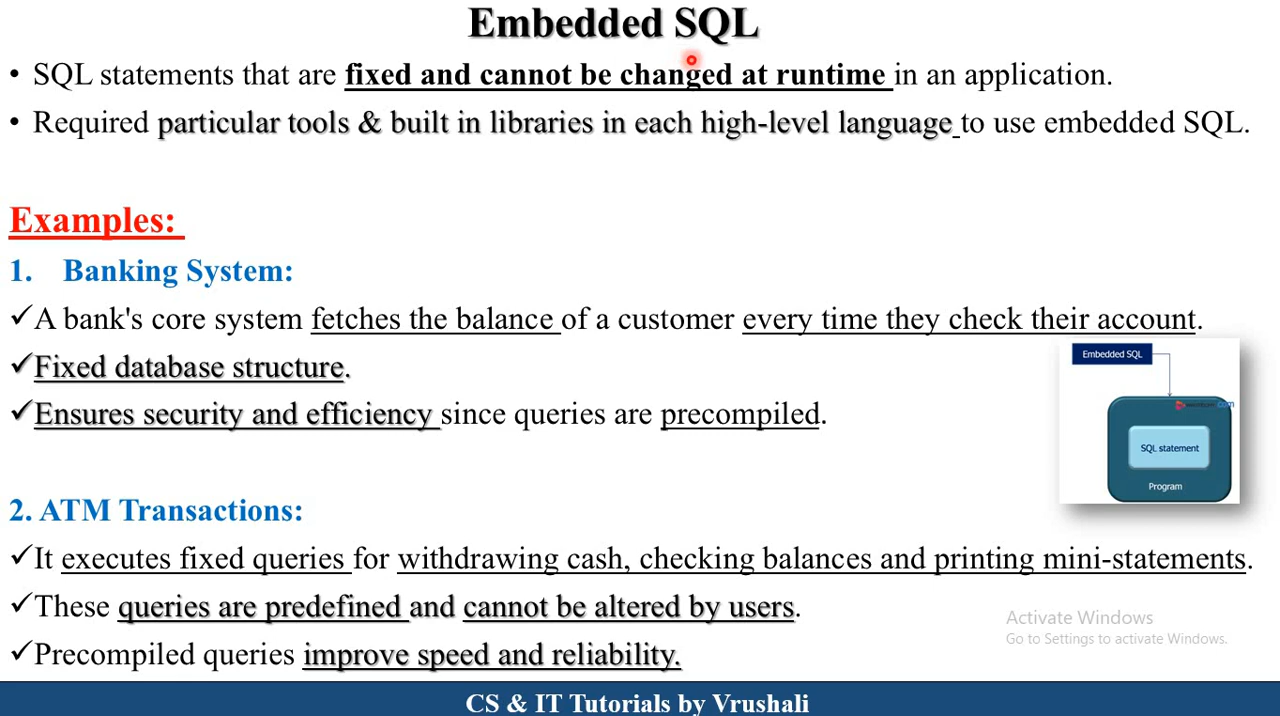 Embedded SQL
• SQL statements that are fixed and cannot be changed at runtime in an application.
• Required particular tools & built in libraries in each high-level language to use embedded SQL.
Examples:
1. Banking System:
✓A bank's core system fetches the balance of a customer every time they check their account.
✓Fixed database structure.
✓Ensures security and efficiency since queries are precompiled.
Embedded SQL
SQL statement
Program
2. ATM Transactions:
✓It executes fixed queries for withdrawing cash, checking balances and printing mini-statements.
✓These queries are predefined and cannot be altered by users.
✓Precompiled queries improve speed and reliability.
Activate Windows
Go to Settings to activate Windows.
CS & IT Tutorials by Vrushali